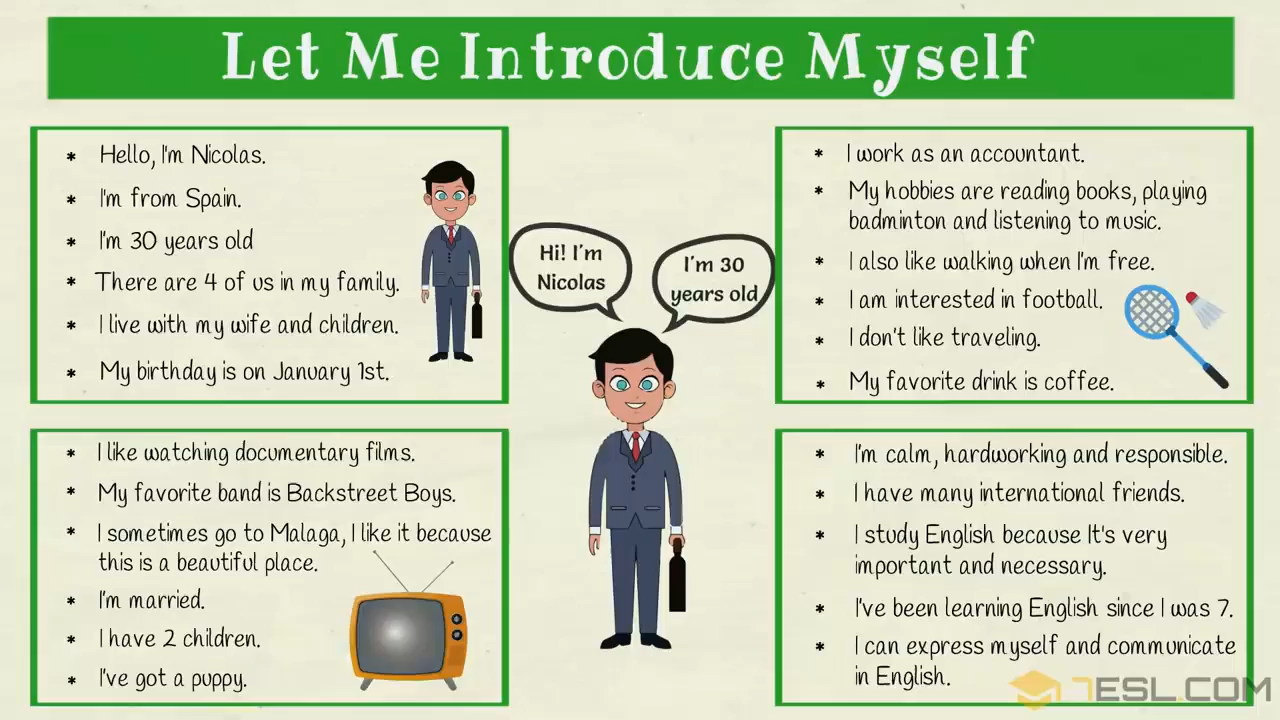 Let Me Introduce Myself
* Hello, I'm Nicolas.
* I'm from Spain.
* I'm 30 years old
* There are 4 of us in my family.
* I live with my wife and children.
* My birthday is on January 1st.
Hi! I'm
Nicolas
I'm 30
years old
* I work as an accountant.
* My hobbies are reading books, playing
badminton and listening to music.
* I also like walking when I'm free.
* I am interested in football.
* I don't like traveling.
* My favorite drink is coffee.
* I like watching documentary films.
* My favorite band is Backstreet Boys.
* I sometimes go to Malaga, I like it because
this is a beautiful place.
* I'm married.
* I have 2 children.
* I've got a puppy.
* I'm calm, hardworking and responsible.
* I have many international friends.
* I study English because It's very
important and necessary.
* I've been learning English since I was 7.
* I can express myself and communicate
in English.
7ESL.COM